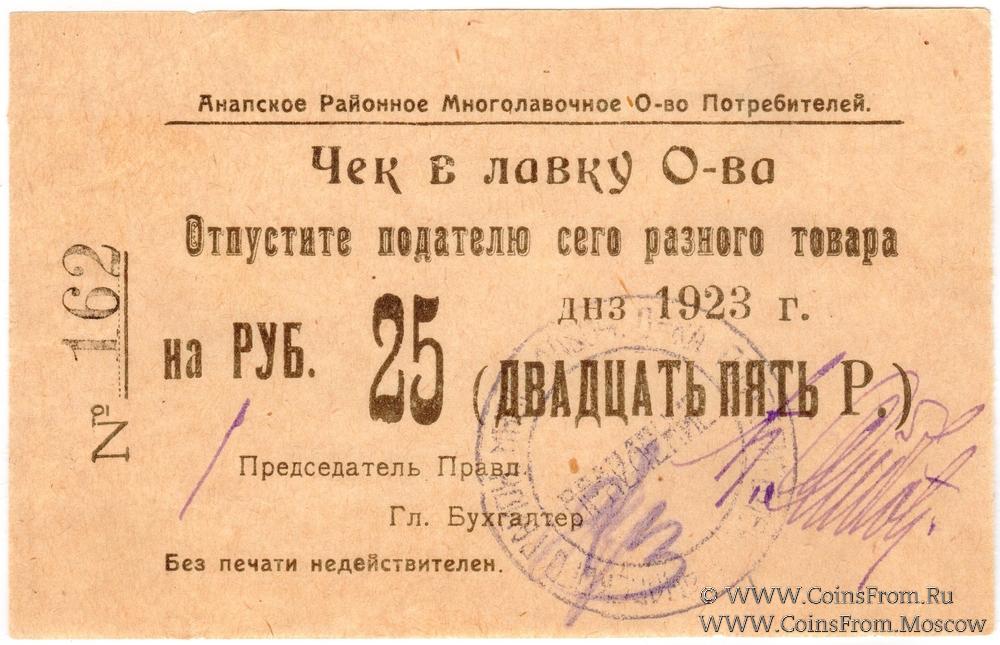 Анапское Районное Многолавочное О-во Потребителей.
Чек в лавку О-ва
Отпустите подателю сего разного товара
днз 1923 г.
на РУБ. 25 (ДВАДЦАТЬ ПЯТЬ Р.)
Председатель Правл.
Гл. Бухгалтер
Без печати недействителен.
№ 162
© WWW.CoinsFrom.Ru
WWW.CoinsFrom.Moscow